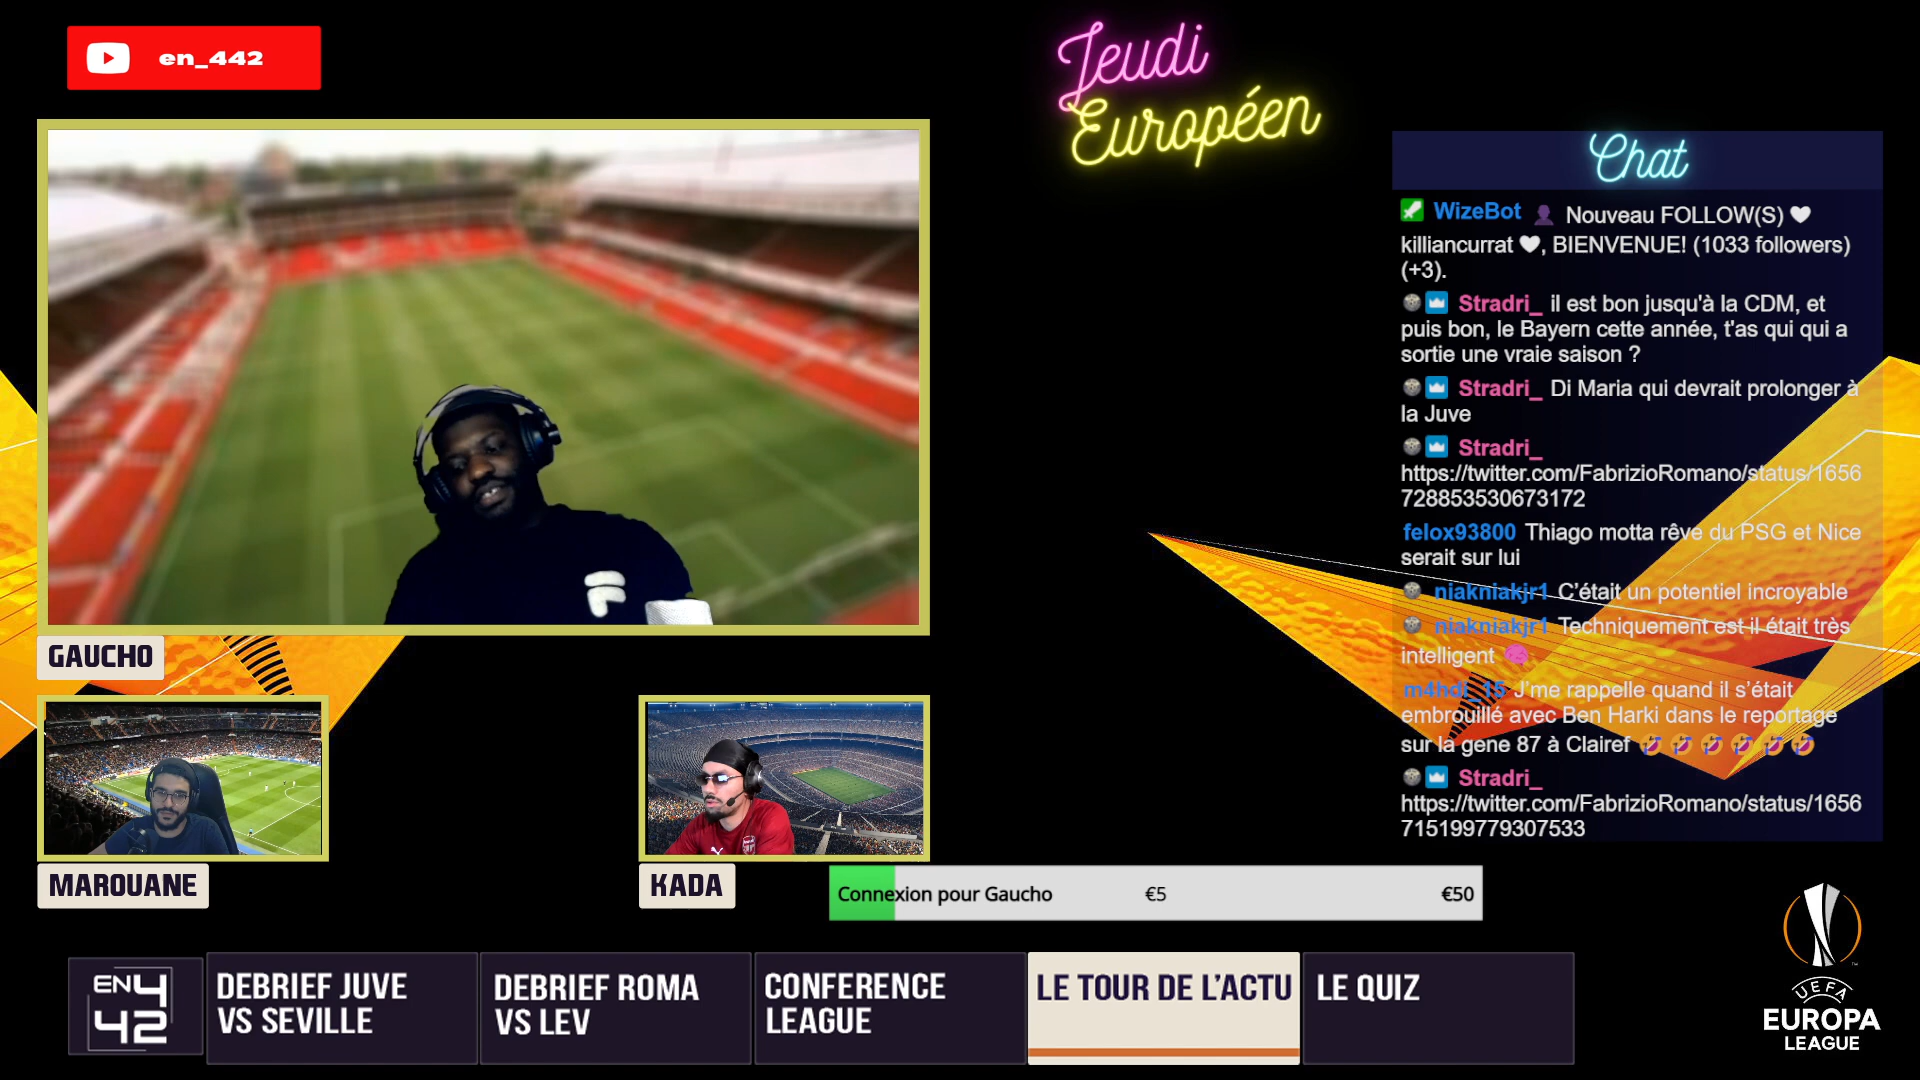 en_442
Jeudi
Européen
Chat
WizeBot Nouveau FOLLOW(S)
killiancurrat , BIENVENUE! (1033 followers)
(+3).
Stradri_ il est bon jusqu'à la CDM, et
puis bon, le Bayern cette année, t'as qui qui a
sortie une vraie saison ?
Stradri_ Di Maria qui devrait prolonger à
la Juve
Stradri_
https://twitter.com/FabrizioRomano/status/1656
728853530673172
felox93800 Thiago motta rêve du PSG et Nice
serait sur lui
niakniakjr1 C'était un potentiel incroyable
niakniakjr1 Techniquement est il était très
intelligent
m4hdi_15 J'me rappelle quand il s'était
embrouillé avec Ben Harki dans le reportage
sur la gene 87 à Clairef
Stradri_
https://twitter.com/FabrizioRomano/status/1656
715199779307533
F
GAUCHO
MAROUANE
KADA
Connexion pour Gaucho €5 €50
EN 4
42
DEBRIEF JUVE
VS SEVILLE
DEBRIEF ROMA
VS LEV
CONFERENCE
LEAGUE
LE TOUR DE L'ACTU
LE QUIZ
UEFA
EUROPA
LEAGUE